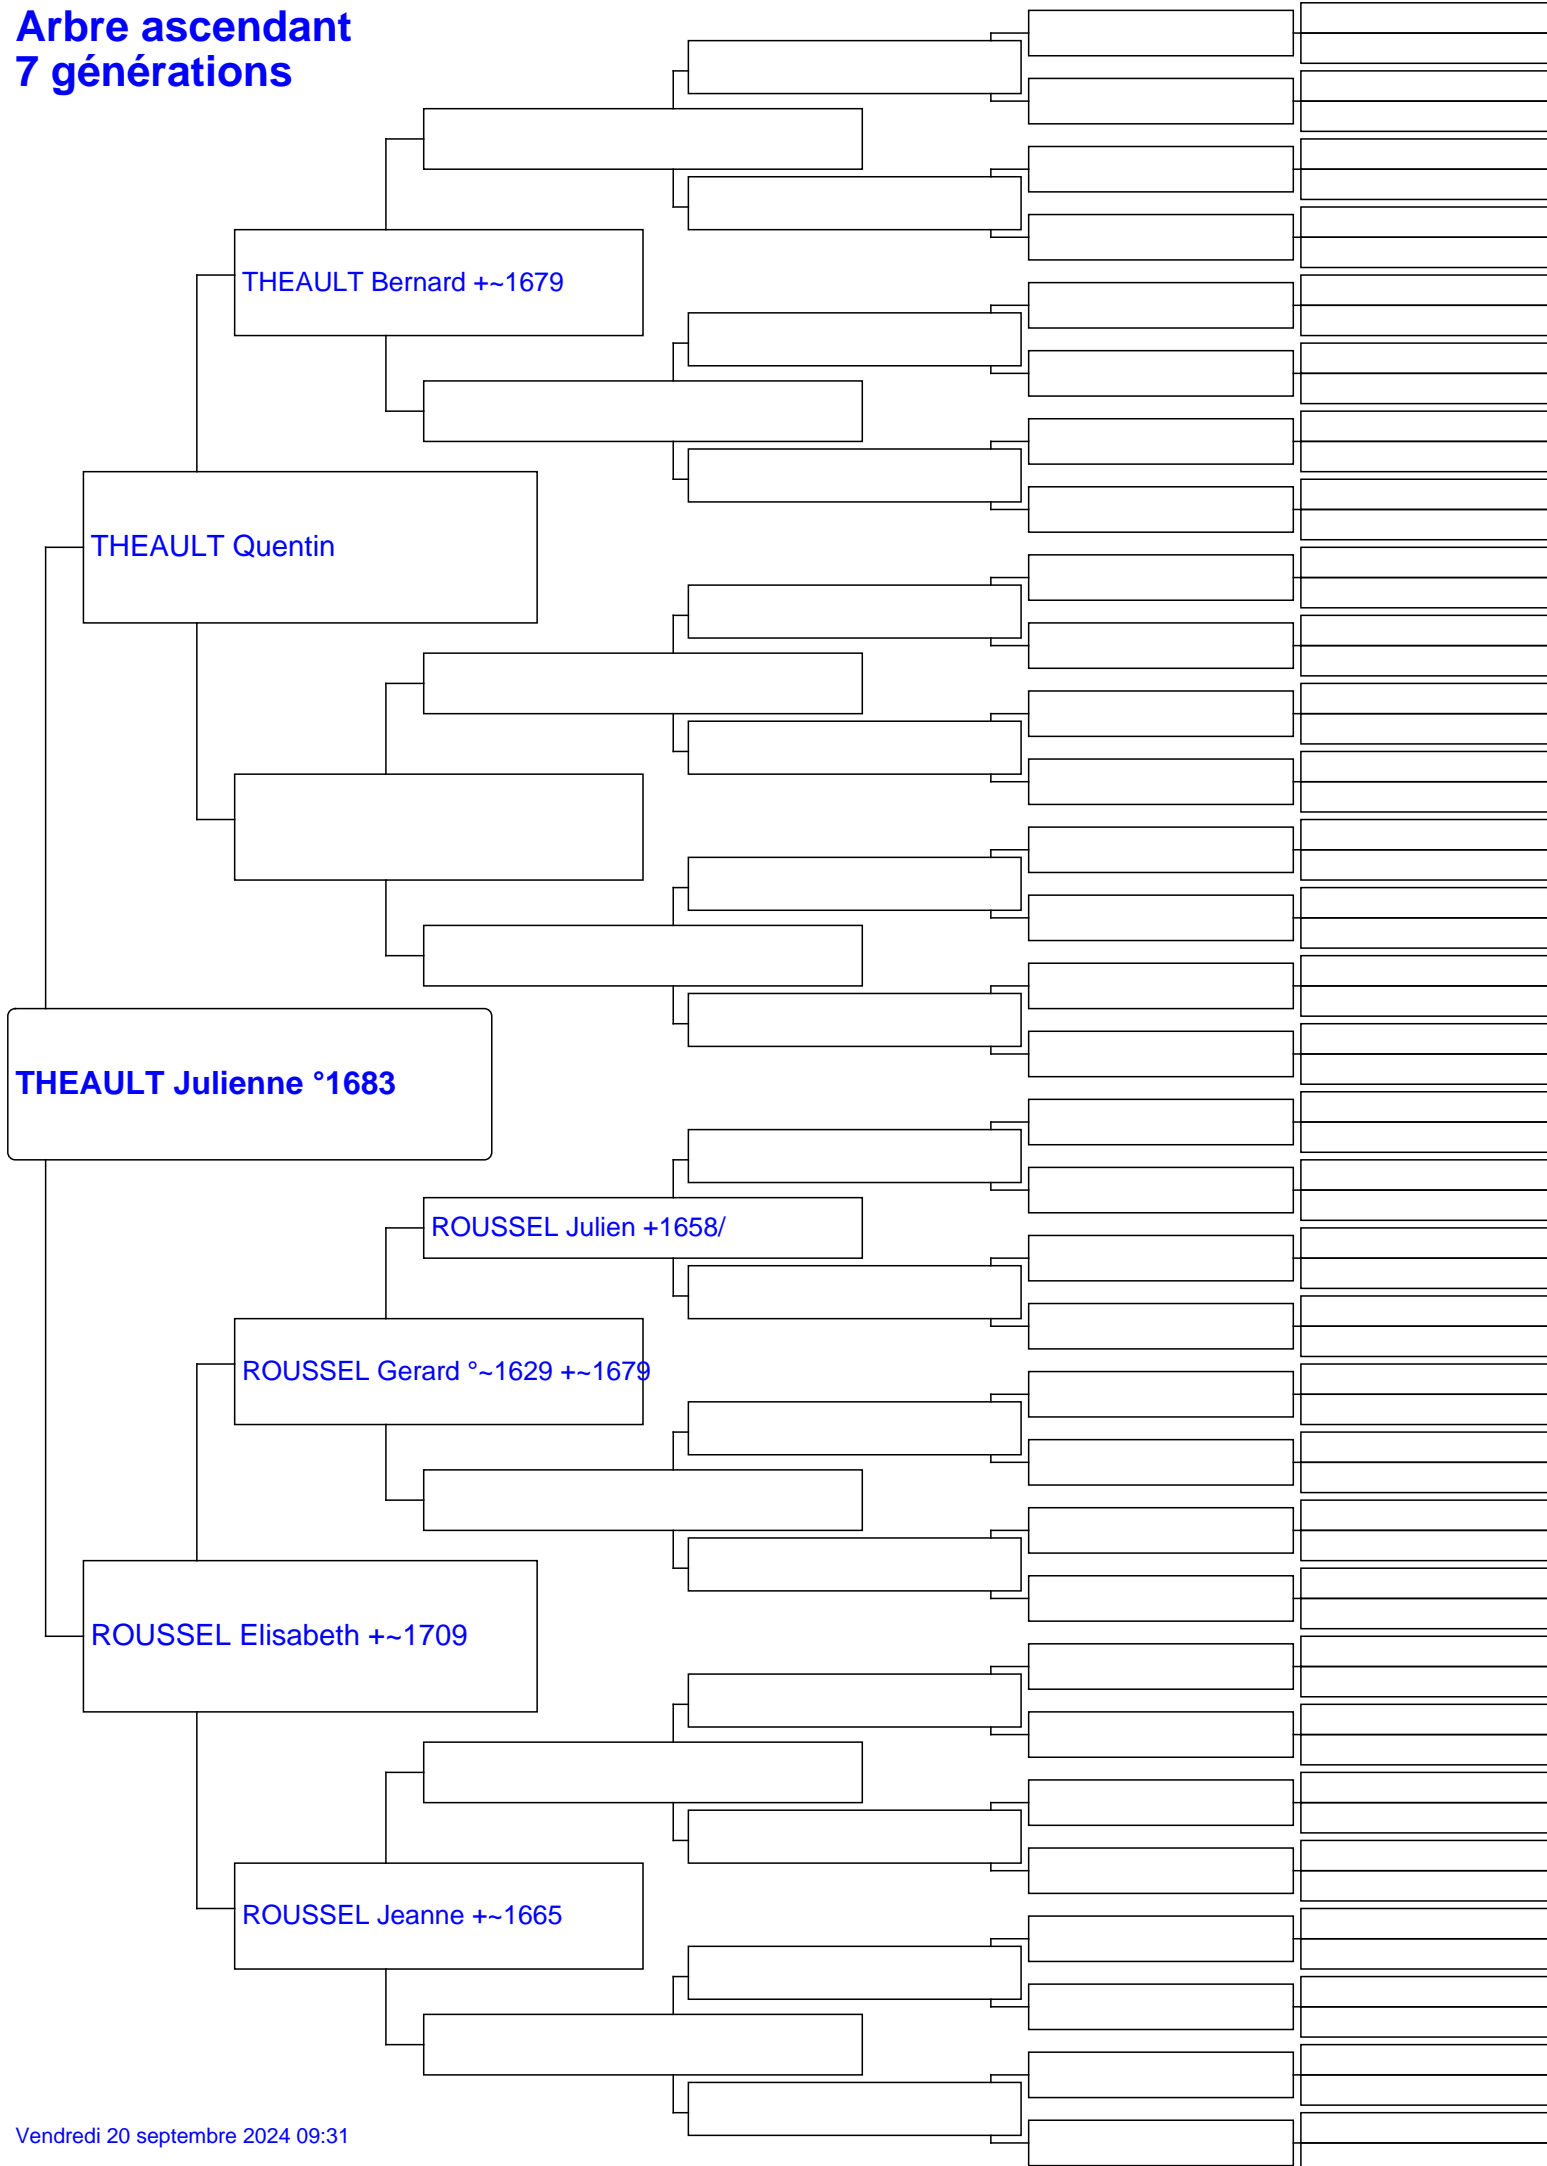 Arbre ascendant
7 générations
THEAULT Bernard +~1679
THEAULT Quentin
THEAULT Julienne °1683
ROUSSEL Julien +1658/
ROUSSEL Gerard °~1629 +~1679
ROUSSEL Elisabeth +~1709
ROUSSEL Jeanne +~1665
Vendredi 20 septembre 2024 09:31